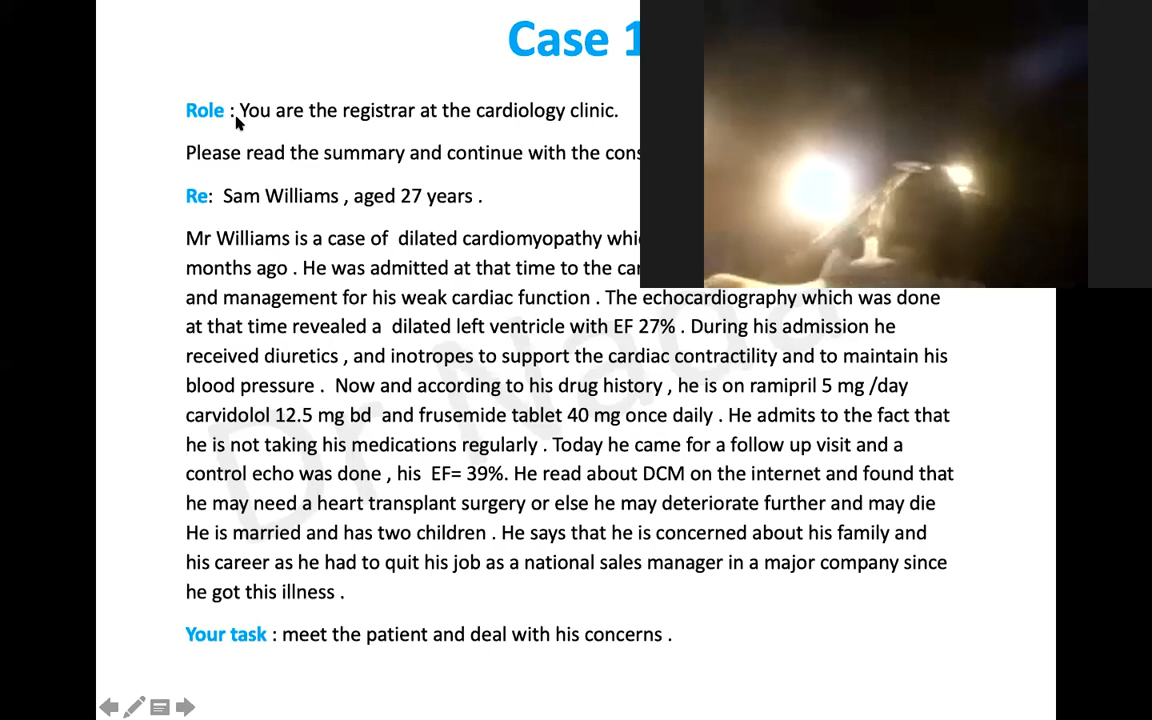 Case 1
Role : You are the registrar at the cardiology clinic.
Please read the summary and continue with the
Re: Sam Williams , aged 27 years .
Mr Williams is a case of dilated cardiomyopathy
months ago . He was admitted at that time to the
and management for his weak cardiac function . The echocardiography which was done
at that time revealed a dilated left ventricle with EF 27% . During his admission he
received diuretics , and inotropes to support the cardiac contractility and to maintain his
blood pressure . Now and according to his drug history , he is on ramipril 5 mg /day
carvidolol 12.5 mg bd and frusemide tablet 40 mg once daily . He admits to the fact that
he is not taking his medications regularly . Today he came for a follow up visit and a
control echo was done , his EF= 39%. He read about DCM on the internet and found that
he may need a heart transplant surgery or else he may deteriorate further and may die
He is married and has two children . He says that he is concerned about his family and
his career as he had to quit his job as a national sales manager in a major company since
he got this illness .
Your task : meet the patient and deal with his concerns .
Dr Nada